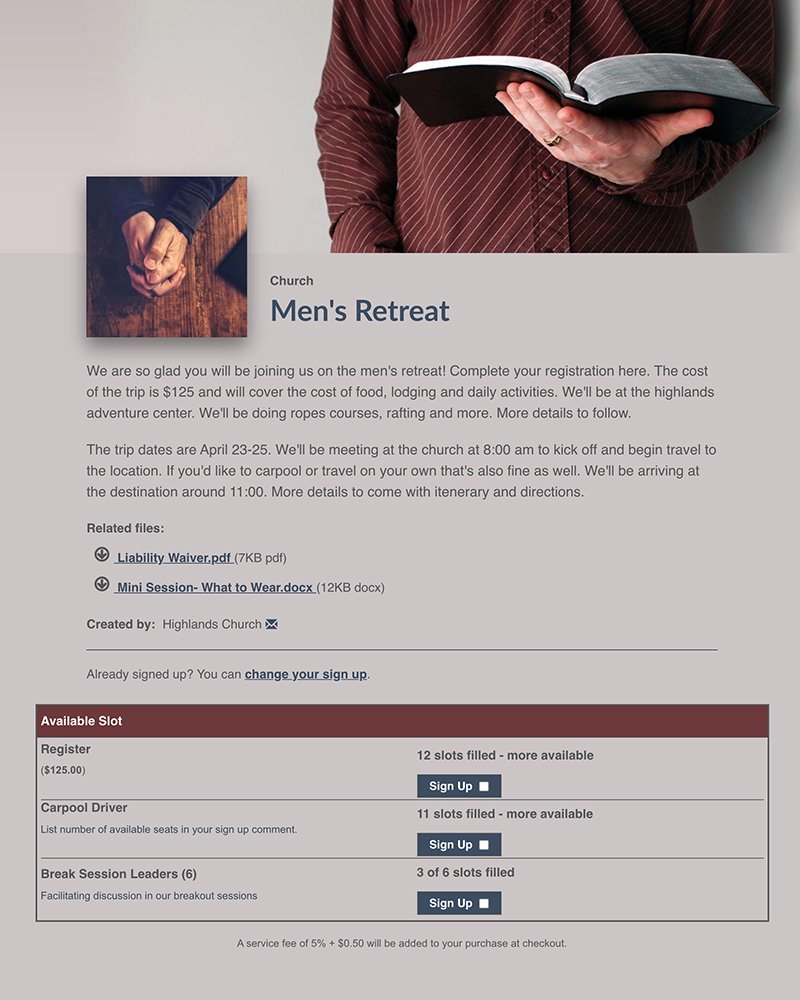 Church
Men's Retreat
We are so glad you will be joining us on the men's retreat! Complete your registration here. The cost
of the trip is $125 and will cover the cost of food, lodging and daily activities. We'll be at the highlands
adventure center. We'll be doing ropes courses, rafting and more. More details to follow.
The trip dates are April 23-25. We'll be meeting at the church at 8:00 am to kick off and begin travel to
the location. If you'd like to carpool or travel on your own that's also fine as well. We'll be arriving at
the destination around 11:00. More details to come with itenerary and directions.
Related files:
Liability Waiver.pdf (7KB pdf)
Mini Session- What to Wear.docx (12KB docx)
Created by: Highlands Church
Already signed up? You can change your sign up.
Available Slot
Register
($125.00)
12 slots filled - more available
Sign Up
Carpool Driver
List number of available seats in your sign up comment.
11 slots filled - more available
Sign Up
Break Session Leaders (6)
Facilitating discussion in our breakout sessions
3 of 6 slots filled
Sign Up
A service fee of 5% + $0.50 will be added to your purchase at checkout.